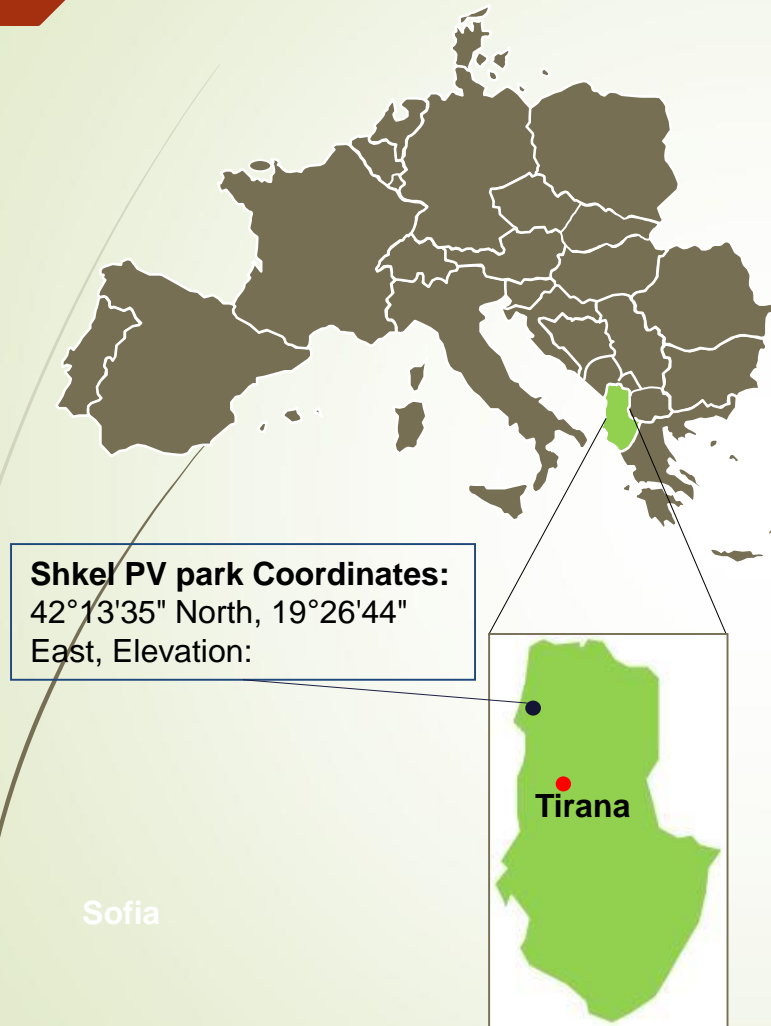 Shkel PV park Coordinates:
42°13'35" North, 19°26'44"
East, Elevation:
Tirana
Sofia